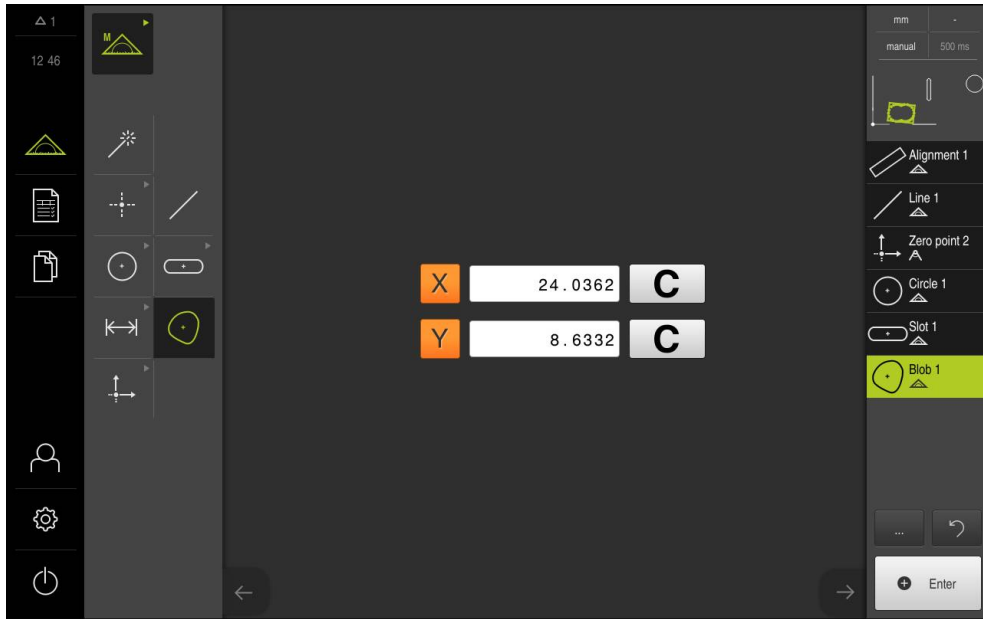 1
12 46
M
X 24.0362 C
Y 8.6332 C
mm -
manual 500 ms
Alignment 1
Line 1
Zero point 2
Circle 1
Slot 1
Blob 1
...
Enter